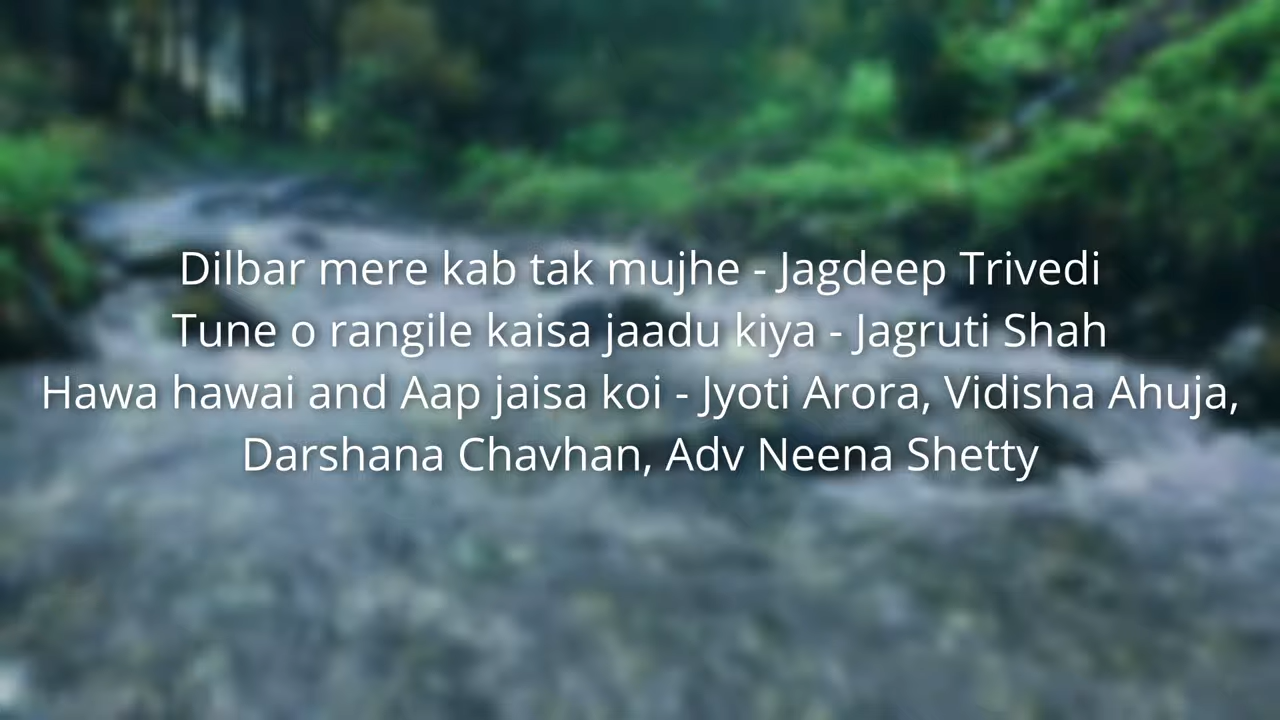 Dilbar mere kab tak mujhe - Jagdeep Trivedi
Tune o rangile kaisa jaadu kiya - Jagruti Shah
Hawa hawai and Aap jaisa koi - Jyoti Arora, Vidisha Ahuja,
Darshana Chavhan, Adv Neena Shetty